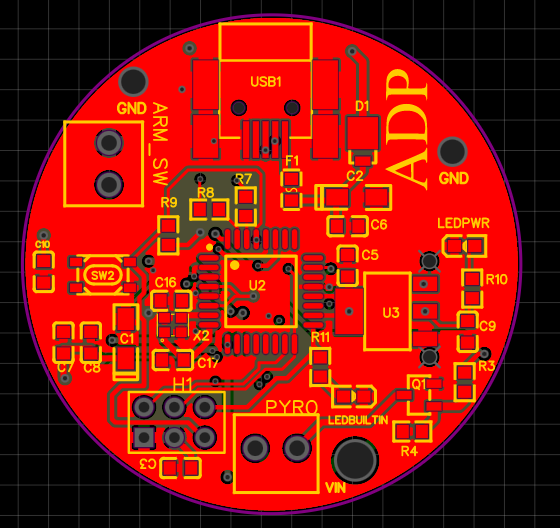 USB1
D1
ADP
GND
ARM_SW
GND
F1
C2
R7
R8
R9
C6
LEDPWR
C10
C5
SW2
U2
R10
C16
U3
C1
X2
C9
R11
C7
C8
C17
R3
H1
Q1
PYRO
LEDBUILTIN
R4
C3
VIN